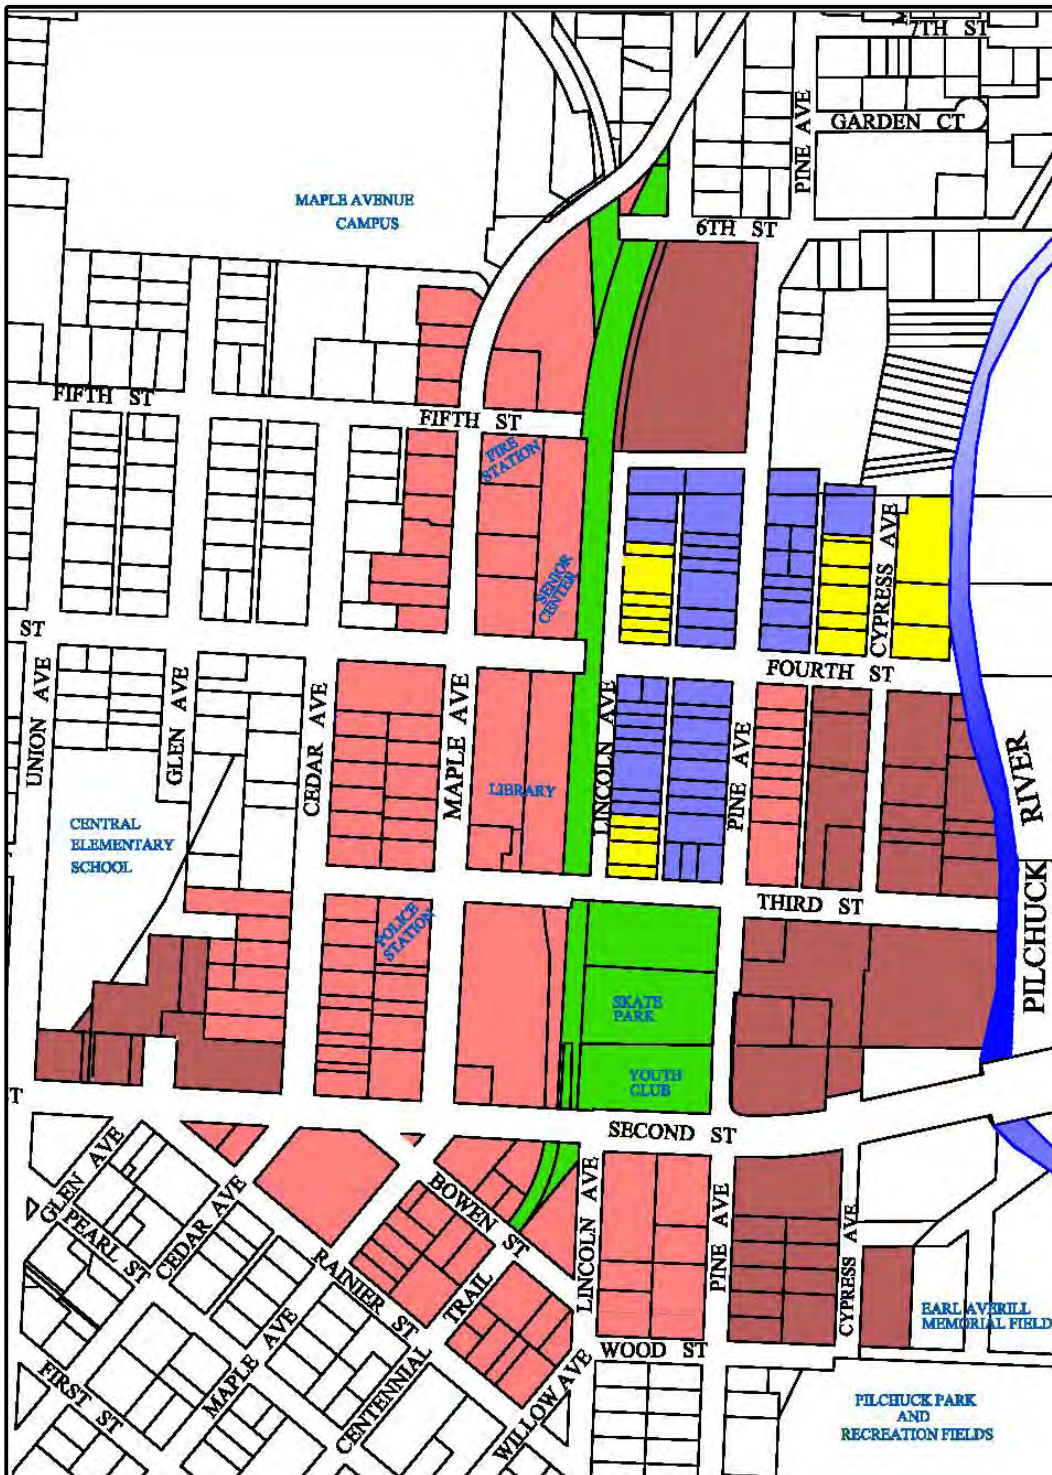 7TH ST
PINE AVE
GARDEN CT
MAPLE AVENUE
CAMPUS
6TH ST
FIFTH ST
FIFTH ST
FIRE
STATION
SENIOR
CENTER
CYPRESS AVE
ST
FOURTH ST
UNION AVE
GLEN AVE
CEDAR AVE
MAPLE AVE
LINCOLN AVE
PINE AVE
LIBRARY
CENTRAL
ELEMENTARY
SCHOOL
PILCHUCK RIVER
THIRD ST
POLICE
STATION
SKATE
PARK
YOUTH
CLUB
SECOND ST
GLEN AVE
PEARL ST
CEDAR AVE
BOWEN ST
RAINIER ST
CENTENNIAL TRAIL
LINCOLN AVE
PINE AVE
CYPRESS AVE
EARL AVERILL
MEMORIAL FIELD
MAPLE AVE
FIRST ST
WILLOW AVE
WOOD ST
PILCHUCK PARK
AND
RECREATION FIELDS